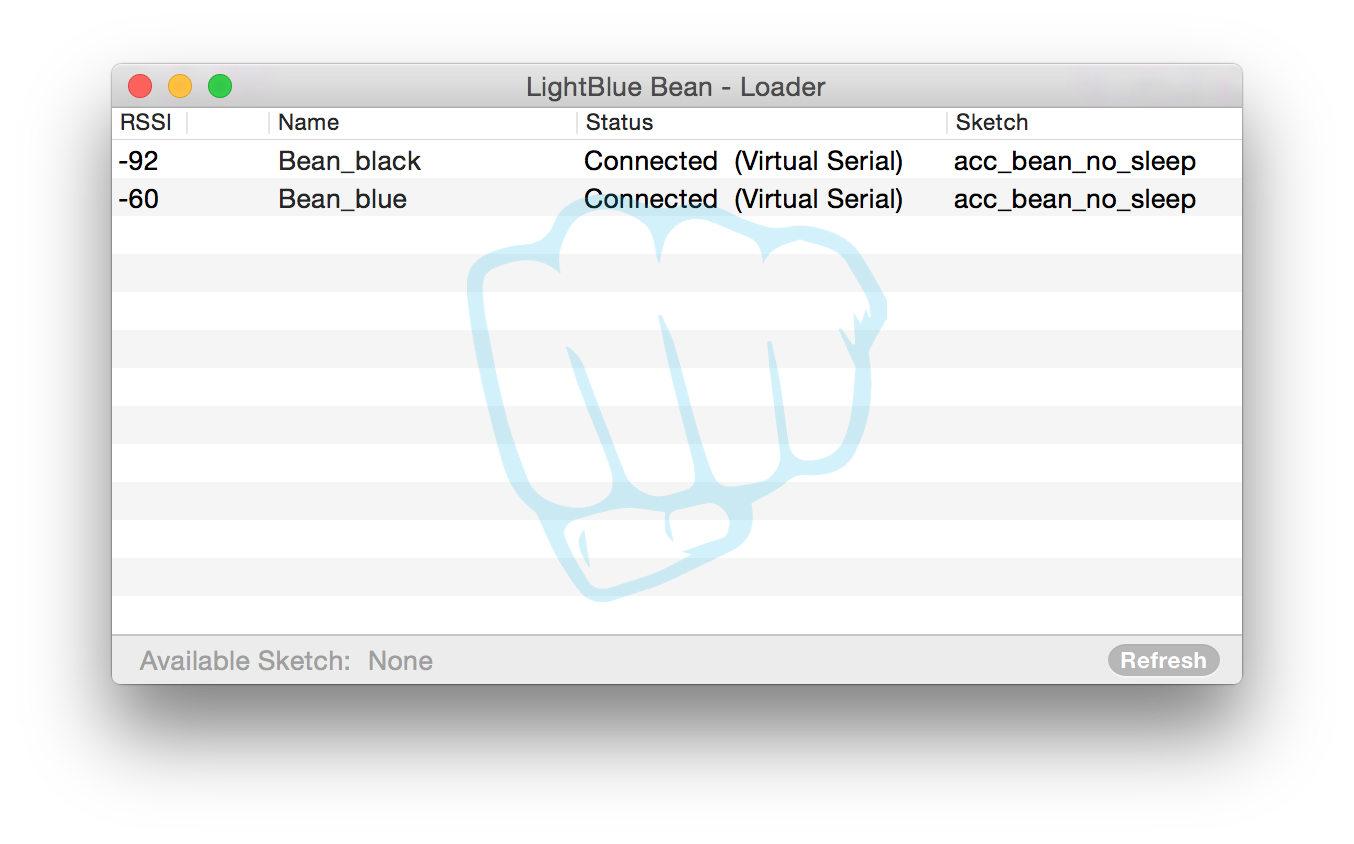 LightBlue Bean - Loader
RSSI Name Status Sketch
-92 Bean_black Connected (Virtual Serial) acc_bean_no_sleep
-60 Bean_blue Connected (Virtual Serial) acc_bean_no_sleep
Available Sketch: None Refresh